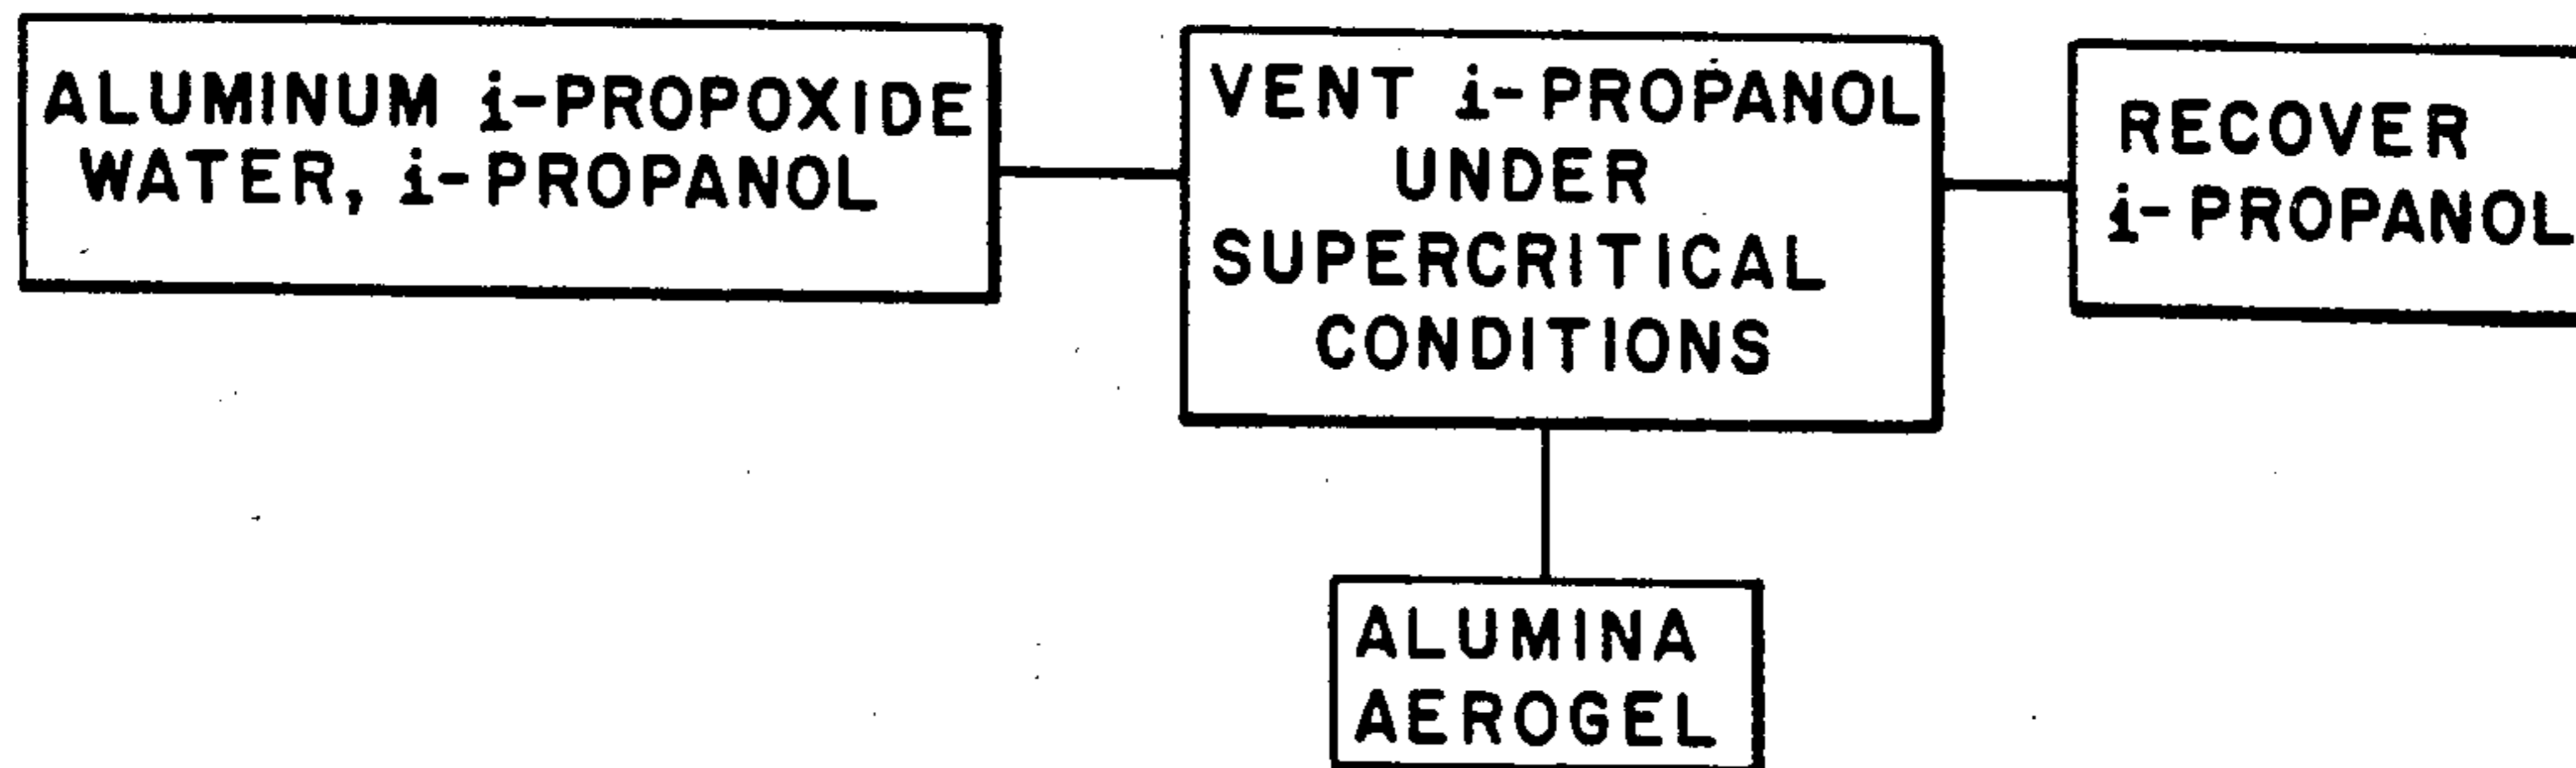 ALUMINUM i-PROPOXIDE
WATER, i-PROPANOL
VENT i-PROPANOL
UNDER
SUPERCRITICAL
CONDITIONS
RECOVER
i-PROPANOL
ALUMINA
AEROGEL